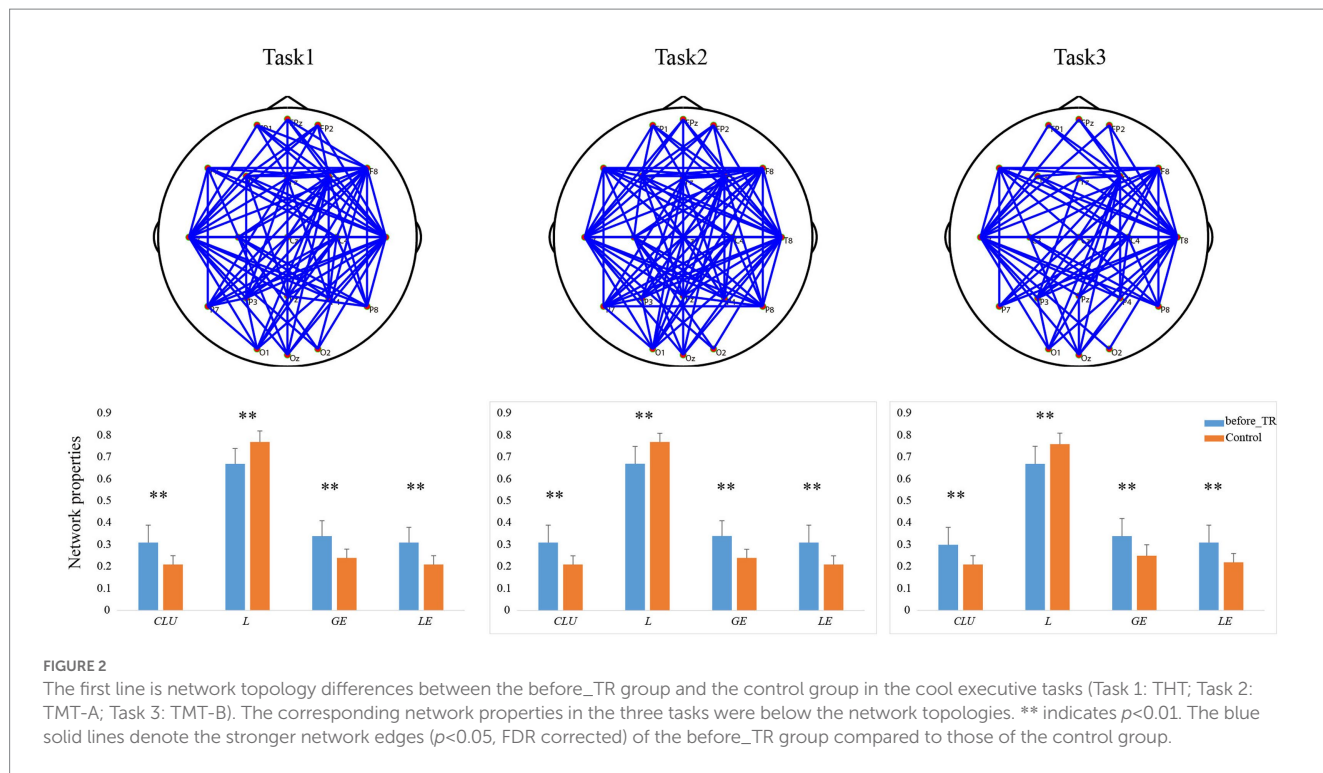 Task1 Task2 Task3
FPz FP2
FP1 FPz FP2
FP1 FPz FP2
F8
F8
F8
Fz
C4 T8
C4 T8
P3 Pz
P7 P8
P3
P7 P8
P3 Pz P4
P7 P8
O1 Oz O2
O1 Oz O2
O1 Oz O2
Network properties
0.9
0.8
0.7
0.6
0.5
0.4
0.3
0.2
0.1
0
** ** ** **
CLU L GE LE
0.9
0.8
0.7
0.6
0.5
0.4
0.3
0.2
0.1
0
** ** ** **
CLU L GE LE
0.9
0.8
0.7
0.6
0.5
0.4
0.3
0.2
0.1
0
** ** ** **
CLU L GE LE
before_TR
Control
FIGURE 2
The first line is network topology differences between the before_TR group and the control group in the cool executive tasks (Task 1: THT; Task 2:
TMT-A; Task 3: TMT-B). The corresponding network properties in the three tasks were below the network topologies. ** indicates p<0.01. The blue
solid lines denote the stronger network edges (p<0.05, FDR corrected) of the before_TR group compared to those of the control group.